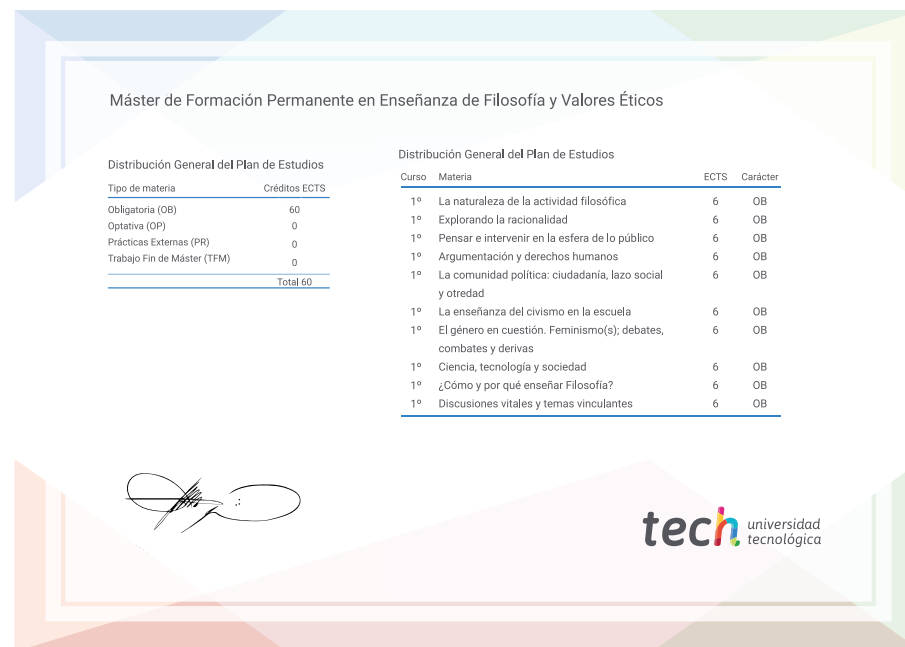 Máster de Formación Permanente en Enseñanza de Filosofía y Valores Éticos
Distribución General del Plan de Estudios
Tipo de materia Créditos ECTS
Obligatoria (OB) 60
Optativa (OP) 0
Prácticas Externas (PR) 0
Trabajo Fin de Máster (TFM) 0
Total 60
Distribución General del Plan de Estudios
Curso Materia ECTS Carácter
1º La naturaleza de la actividad filosófica 6 OB
1º Explorando la racionalidad 6 OB
1º Pensar e intervenir en la esfera de lo público 6 OB
1º Argumentación y derechos humanos 6 OB
1º La comunidad política: ciudadanía, lazo social 6 OB
y otredad
1º La enseñanza del civismo en la escuela 6 OB
1º El género en cuestión. Feminismo(s); debates, 6 OB
combates y derivas
1º Ciencia, tecnología y sociedad 6 OB
1º ¿Cómo y por qué enseñar Filosofía? 6 OB
1º Discusiones vitales y temas vinculantes 6 OB
tech universidad
tecnológica